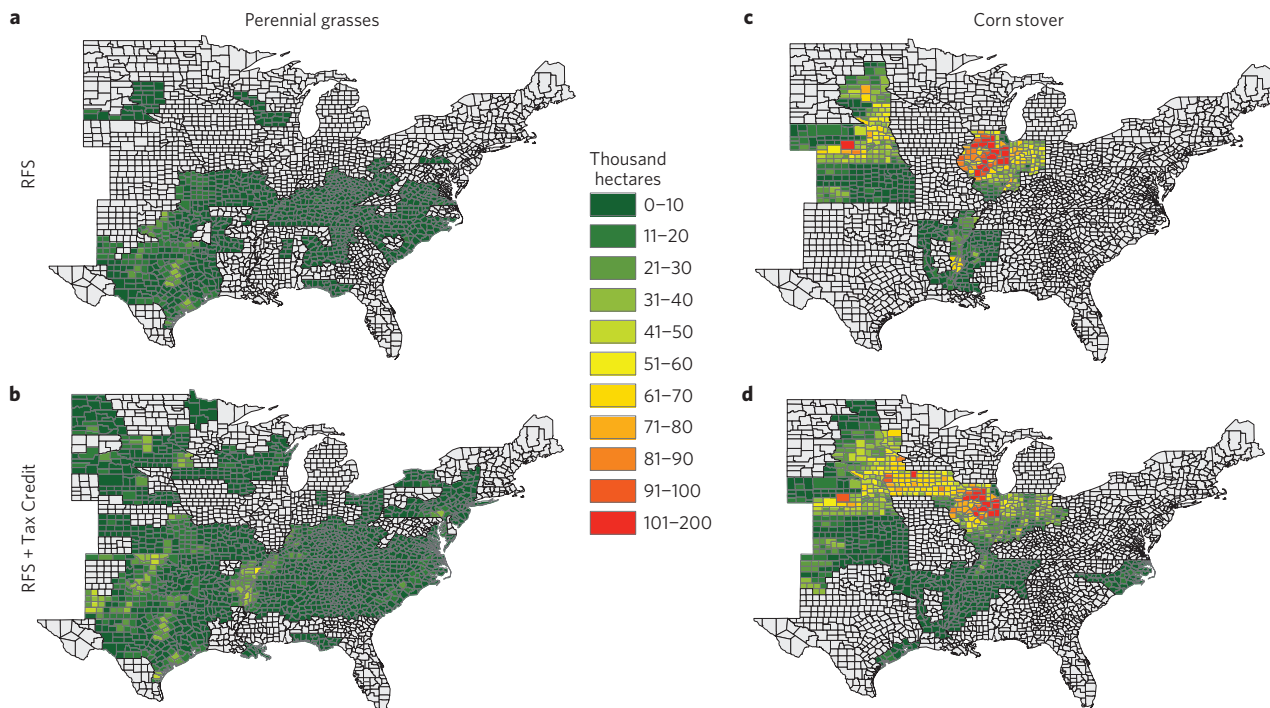 a
Perennial grasses
c
Corn stover
RFS
Thousand
hectares
0–10
11–20
21–30
31–40
41–50
51–60
61–70
71–80
81–90
91–100
101–200
b
d
RFS + Tax Credit